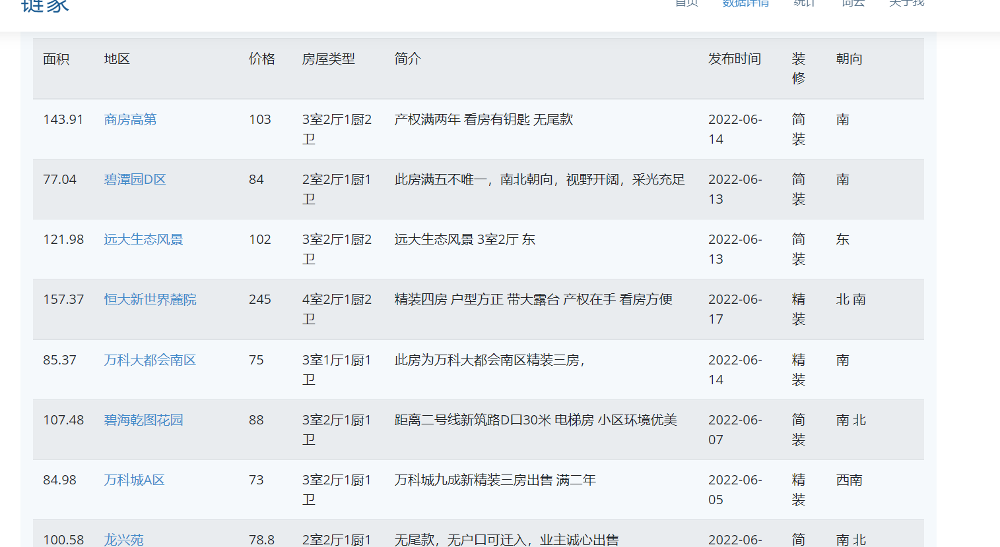 链家 首页 数据详情 统计 词云 关于我
面积 地区 价格 房屋类型 简介 发布时间 装 朝向
修
143.91 商房高第 103 3室2厅1厨2 产权满两年 看房有钥匙 无尾款 2022-06- 简 南
卫 14 装
77.04 碧潭园D区 84 2室2厅1厨1 此房满五不唯一，南北朝向，视野开阔，采光充足 2022-06- 简 南
卫 13 装
121.98 远大生态风景 102 3室2厅1厨2 远大生态风景 3室2厅 东 2022-06- 简 东
卫 13 装
157.37 恒大新世界麓院 245 4室2厅1厨2 精装四房 户型方正 带大露台 产权在手 看房方便 2022-06- 精 北 南
卫 17 装
85.37 万科大都会南区 75 3室1厅1厨1 此房为万科大都会南区精装三房， 2022-06- 精 南
卫 14 装
107.48 碧海乾图花园 88 3室2厅1厨1 距离二号线新筑路D口30米 电梯房 小区环境优美 2022-06- 简 南 北
卫 07 装
84.98 万科城A区 73 3室2厅1厨1 万科城九成新精装三房出售 满二年 2022-06- 精 西南
卫 05 装
100.58 龙兴苑 78.8 2室2厅1厨1 无尾款，无户口可迁入，业主诚心出售 2022-06- 简 南 北